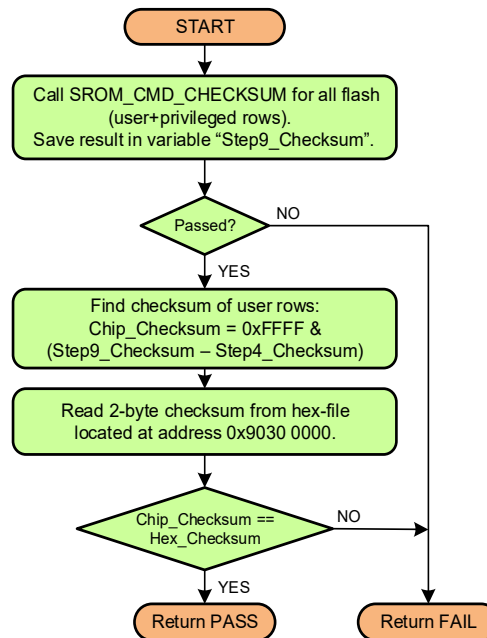 START
Call SROM_CMD_CHECKSUM for all flash
(user+privileged rows).
Save result in variable “Step9_Checksum”.
Passed?
NO
YES
Find checksum of user rows:
Chip_Checksum = 0xFFFF &
(Step9_Checksum – Step4_Checksum)
Read 2-byte checksum from hex-file
located at address 0x9030 0000.
Chip_Checksum ==
Hex_Checksum
NO
YES
Return PASS
Return FAIL